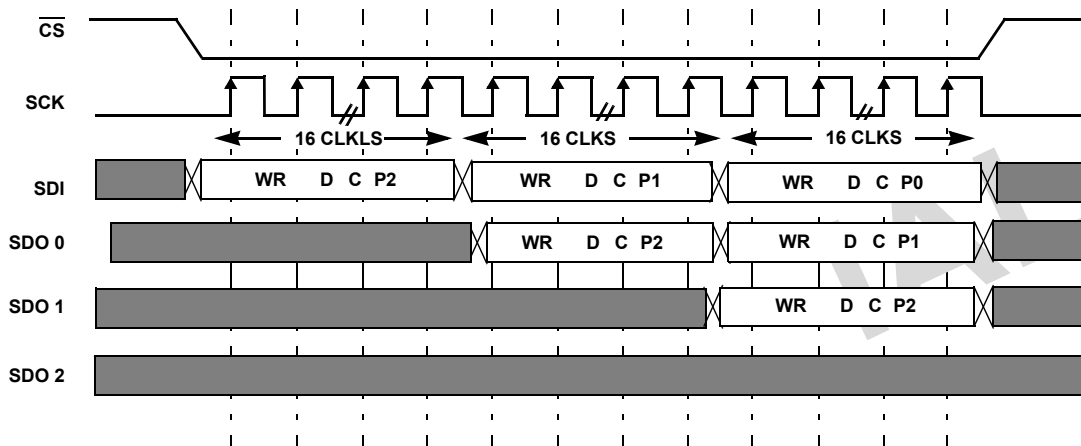 CS
SCK
16 CLKLS 16 CLKS 16 CLKS
SDI WR D C P2 WR D C P1 WR D C P0
SDO 0 WR D C P2 WR D C P1
SDO 1 WR D C P2
SDO 2